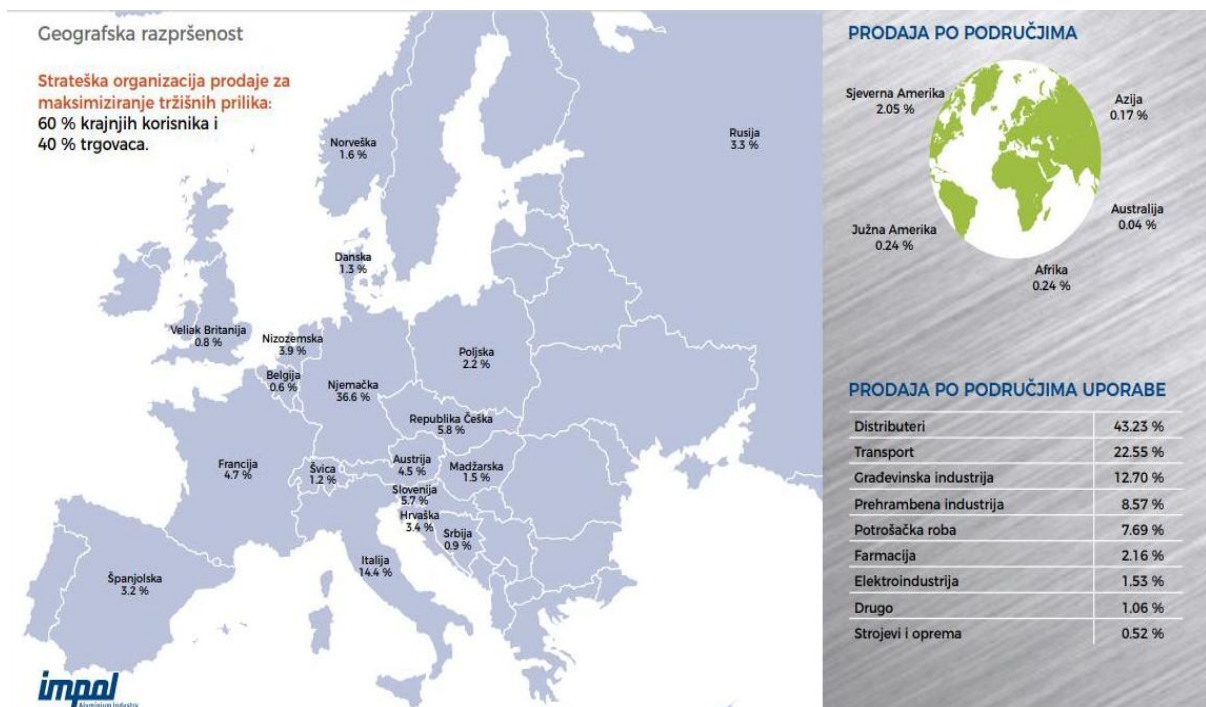 Geografska razpršenost
Strateška organizacija prodaje za
maksimiziranje tržišnih prilika:
60 % krajnjih korisnika i
40 % trgovaca.
Norveška
1.6 %
Rusija
3.3 %
Danska
1.3 %
Veliak Britanija
0.8 %
Nizozemska
3.9 %
Belgija
0.6 %
Njemačka
36.6 %
Poljska
2.2 %
Republika Češka
5.8 %
Francija
4.7 %
Švica
1.2 %
Austrija
4.5 %
Madžarska
1.5 %
Slovenija
5.7 %
Hrvaška
3.4 %
Srbija
0.9 %
Italija
14.4 %
Španjolska
3.2 %
impol
Aluminium Industry
PRODAJA PO PODRUČJIMA
Sjeverna Amerika
2.05 %
Azija
0.17 %
Južna Amerika
0.24 %
Australija
0.04 %
Afrika
0.24 %
PRODAJA PO PODRUČJIMA UPORABE
Distributeri 43.23 %
Transport 22.55 %
Građevinska industrija 12.70 %
Prehrambena industrija 8.57 %
Potrošačka roba 7.69 %
Farmacija 2.16 %
Elektroindustrija 1.53 %
Drugo 1.06 %
Strojevi i oprema 0.52 %